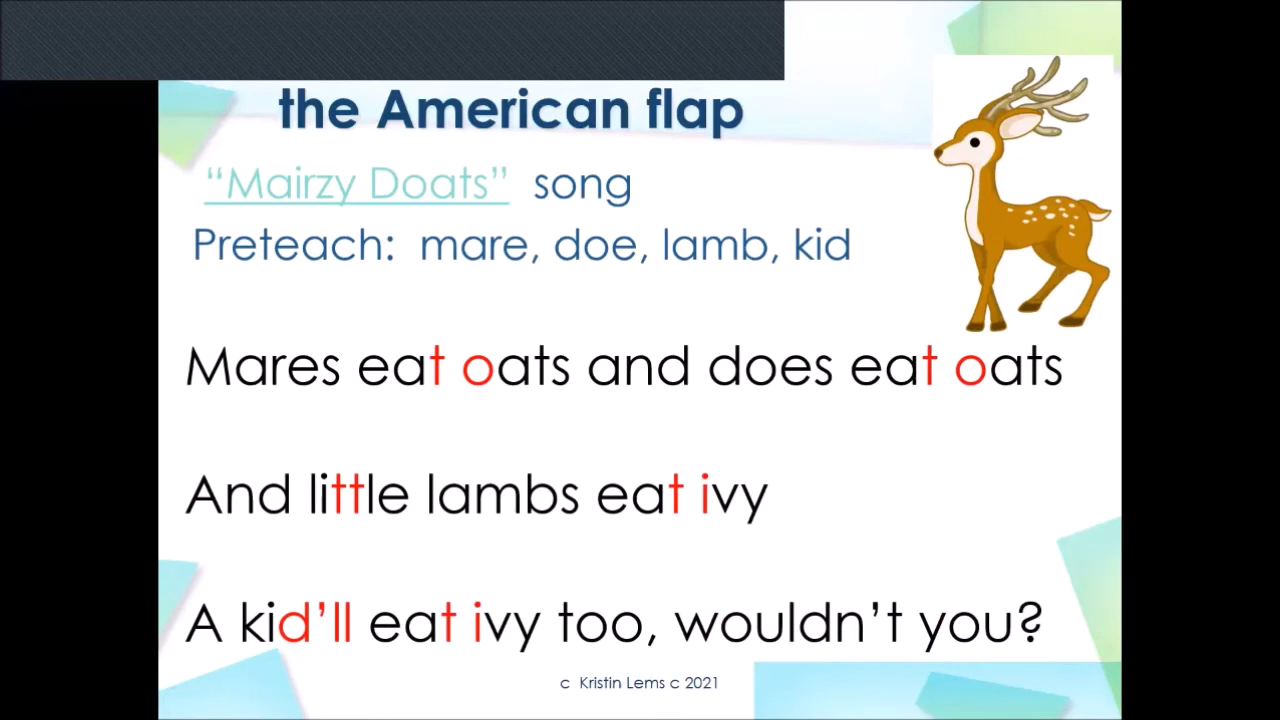 the American flap
“Mairzy Doats” song
Preteach: mare, doe, lamb, kid
Mares eat oats and does eat oats
And little lambs eat ivy
A kid’ll eat ivy too, wouldn’t you?
c Kristin Lems c 2021